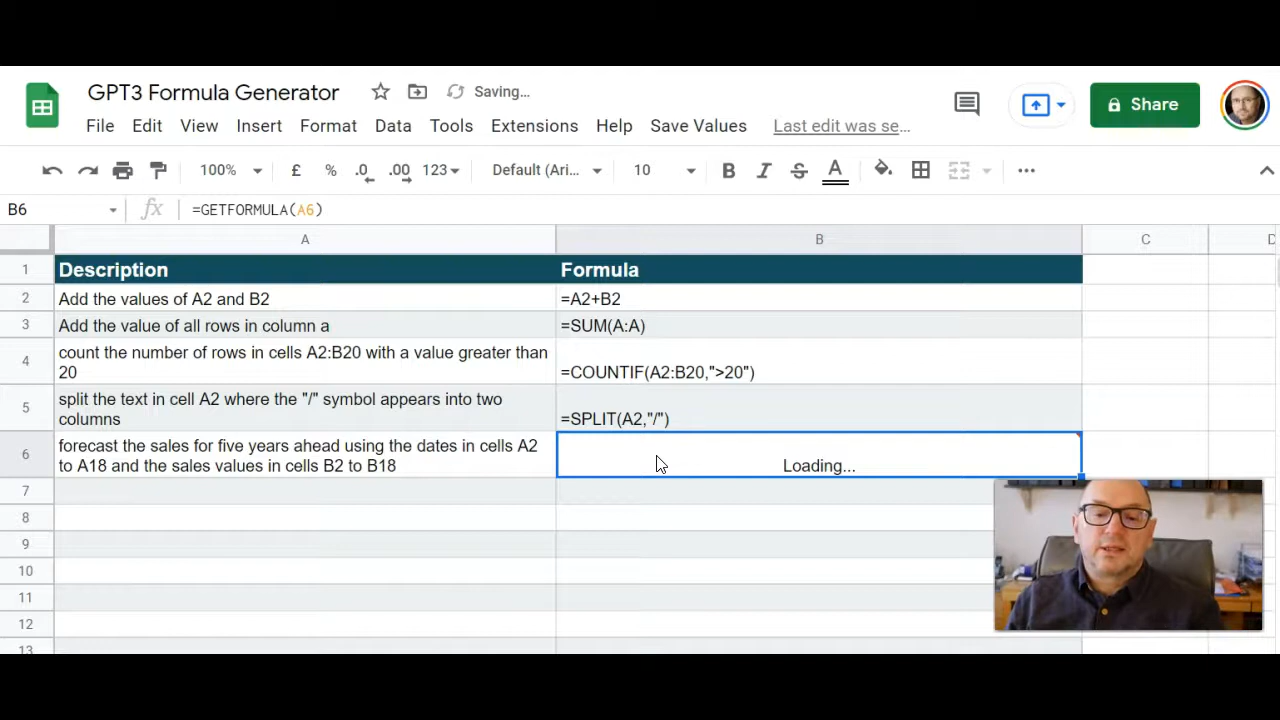 GPT3 Formula Generator
Saving...
File Edit View Insert Format Data Tools Extensions Help Save Values Last edit was se...
Share
100% £ % .0 .00 123 Default (Ari... 10 B I S A ...
B6 fx =GETFORMULA(A6)
A B C D
1 Description Formula
2 Add the values of A2 and B2 =A2+B2
3 Add the value of all rows in column a =SUM(A:A)
count the number of rows in cells A2:B20 with a value greater than
4 20 =COUNTIF(A2:B20,">20")
split the text in cell A2 where the "/" symbol appears into two
5 columns =SPLIT(A2,"/")
forecast the sales for five years ahead using the dates in cells A2
6 to A18 and the sales values in cells B2 to B18 Loading...
7
8
9
10
11
12
13